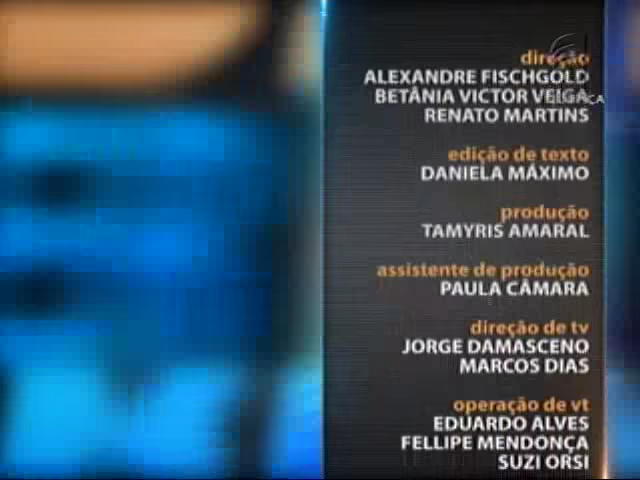 direção
ALEXANDRE FISCHGOLD
BETÂNIA VICTOR VEIGA
RENATO MARTINS
edição de texto
DANIELA MÁXIMO
produção
TAMYRIS AMARAL
assistente de produção
PAULA CÂMARA
direção de tv
JORGE DAMASCENO
MARCOS DIAS
operação de vt
EDUARDO ALVES
FELLIPE MENDONÇA
SUZI ORSI